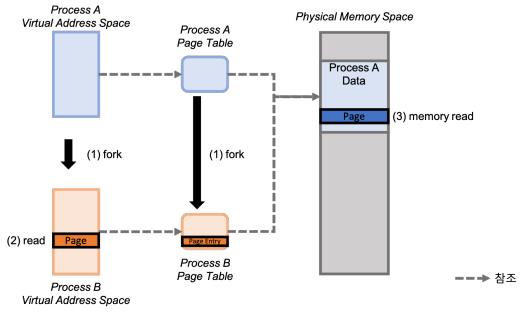 Process A
Virtual Address Space
Process A
Page Table
Physical Memory Space
Process A
Data
Page
(3) memory read
(1) fork
(1) fork
(2) read
Page
Page Entry
Process B
Virtual Address Space
Process B
Page Table
참조